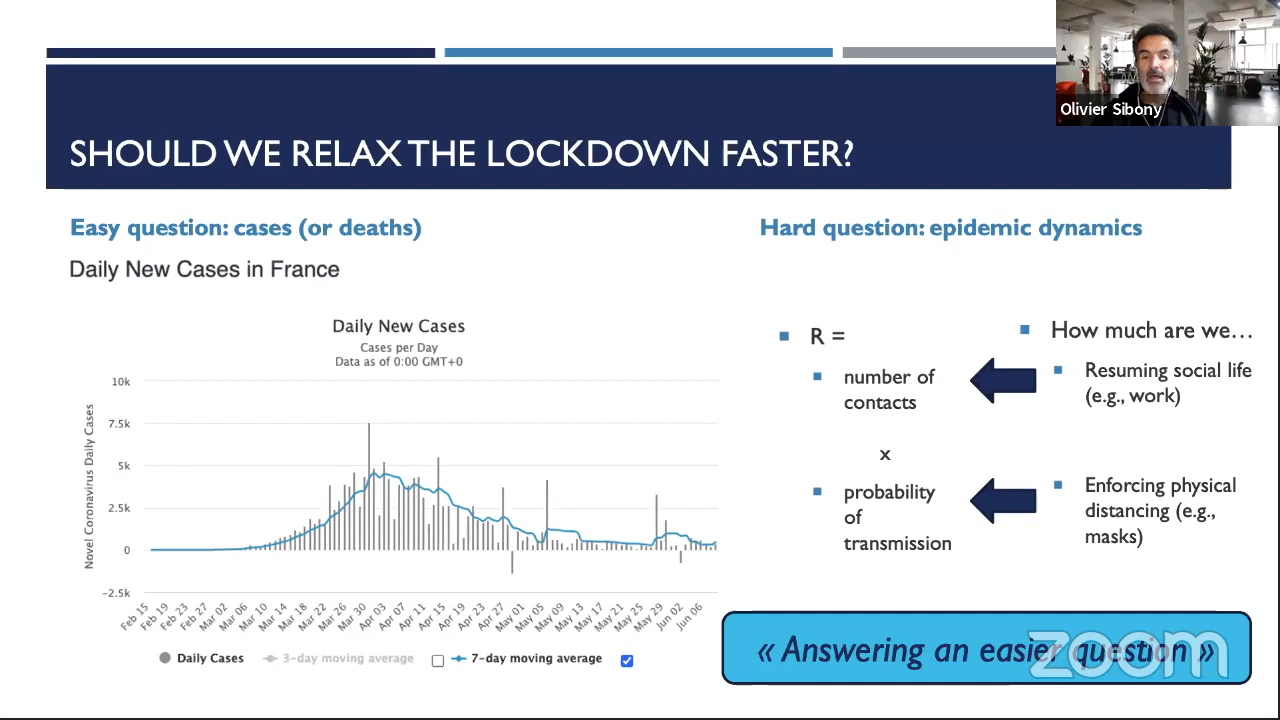 Olivier Sibony
SHOULD WE RELAX THE LOCKDOWN FASTER?
Easy question: cases (or deaths)
Daily New Cases in France
Daily New Cases
Cases per Day
Data as of 0:00 GMT+0
Novel Coronavirus Daily Cases
10k
7.5k
5k
2.5k
0
-2.5k
Feb 15
Feb 19
Feb 23
Feb 27
Mar 02
Mar 06
Mar 10
Mar 14
Mar 18
Mar 22
Mar 26
Mar 30
Apr 03
Apr 07
Apr 11
Apr 15
Apr 19
Apr 23
Apr 27
May 01
May 05
May 09
May 13
May 17
May 21
May 25
May 29
Jun 02
Jun 06
Daily Cases
3-day moving average
7-day moving average
Hard question: epidemic dynamics
R =
number of
contacts
x
probability
of
transmission
How much are we…
Resuming social life
(e.g., work)
Enforcing physical
distancing (e.g.,
masks)
« Answering an easier question »
zoom